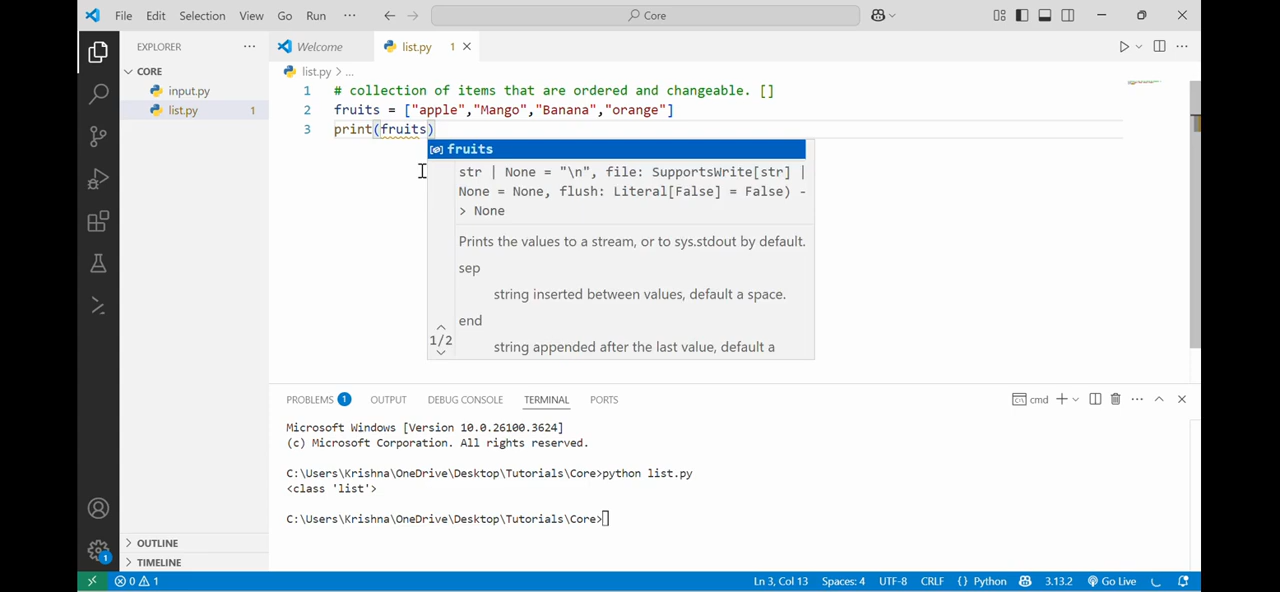 File Edit Selection View Go Run ··· Core
EXPLORER ···
Welcome list.py 1
CORE
input.py
list.py 1
list.py > ...
1 # collection of items that are ordered and changeable. []
2 fruits = ["apple","Mango","Banana","orange"]
3 print(fruits)
fruits
str | None = "\n", file: SupportsWrite[str] |
None = None, flush: Literal[False] = False) -
> None
Prints the values to a stream, or to sys.stdout by default.
sep
string inserted between values, default a space.
end
1/2
string appended after the last value, default a
PROBLEMS 1 OUTPUT DEBUG CONSOLE TERMINAL PORTS cmd
Microsoft Windows [Version 10.0.26100.3624]
(c) Microsoft Corporation. All rights reserved.
C:\Users\Krishna\OneDrive\Desktop\Tutorials\Core>python list.py
<class 'list'>
C:\Users\Krishna\OneDrive\Desktop\Tutorials\Core>
OUTLINE
TIMELINE
1
0 1 Ln 3, Col 13 Spaces: 4 UTF-8 CRLF {} Python 3.13.2 Go Live